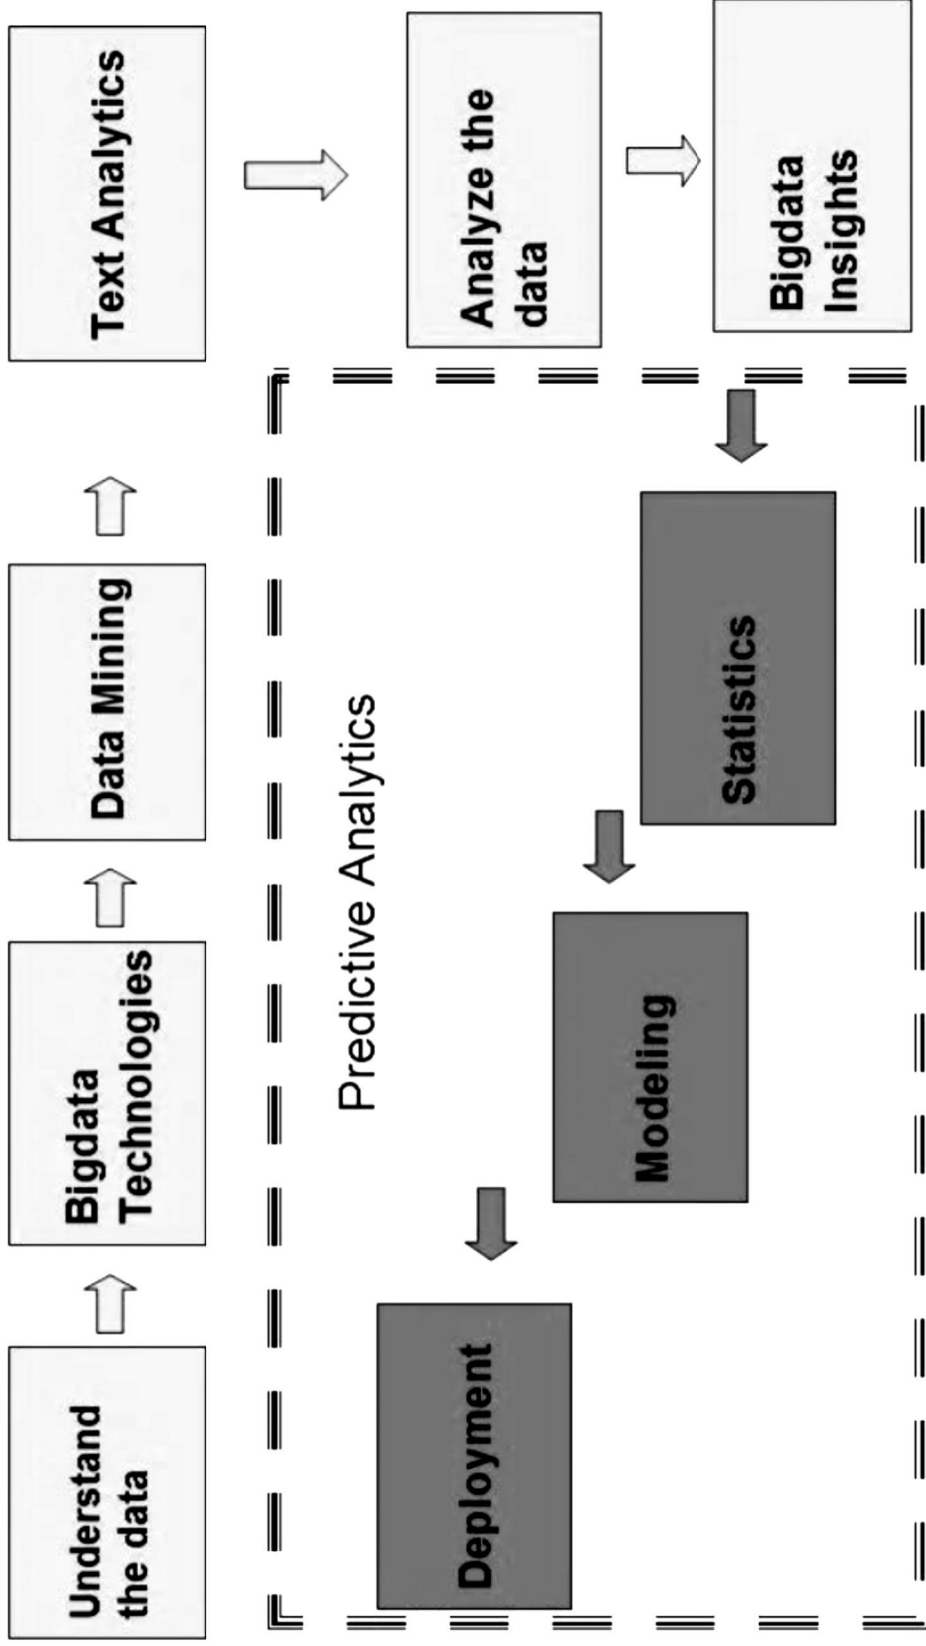 Understand
the data
Bigdata
Technologies
Data Mining
Text Analytics
Analyze the
data
Bigdata
Insights
Predictive Analytics
Statistics
Modeling
Deployment